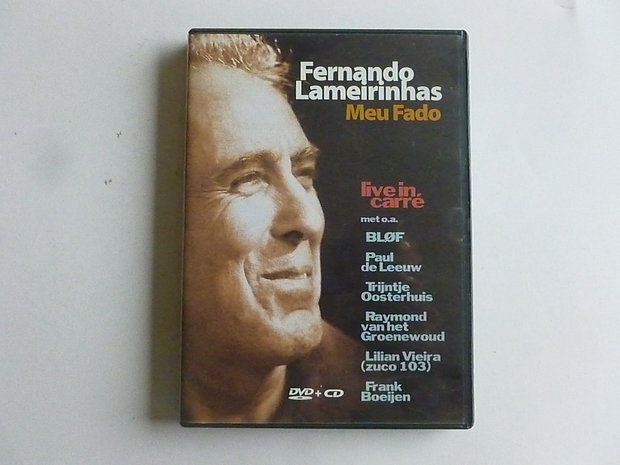 Fernando
Lameirinhas
Meu Fado
live in
carré
met o.a.
BLØF
Paul
de Leeuw
Trijntje
Oosterhuis
Raymond
van het
Groenewoud
Lilian Vieira
(zuco 103)
Frank
Boeijen
DVD + CD